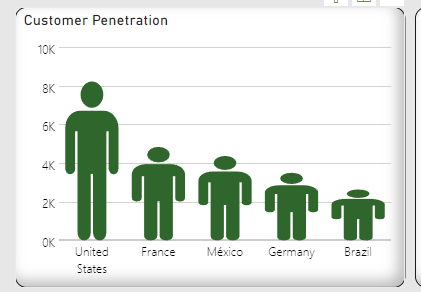 Customer Penetration
10K
8K
6K
4K
2K
0K
United
States
France
México
Germany
Brazil